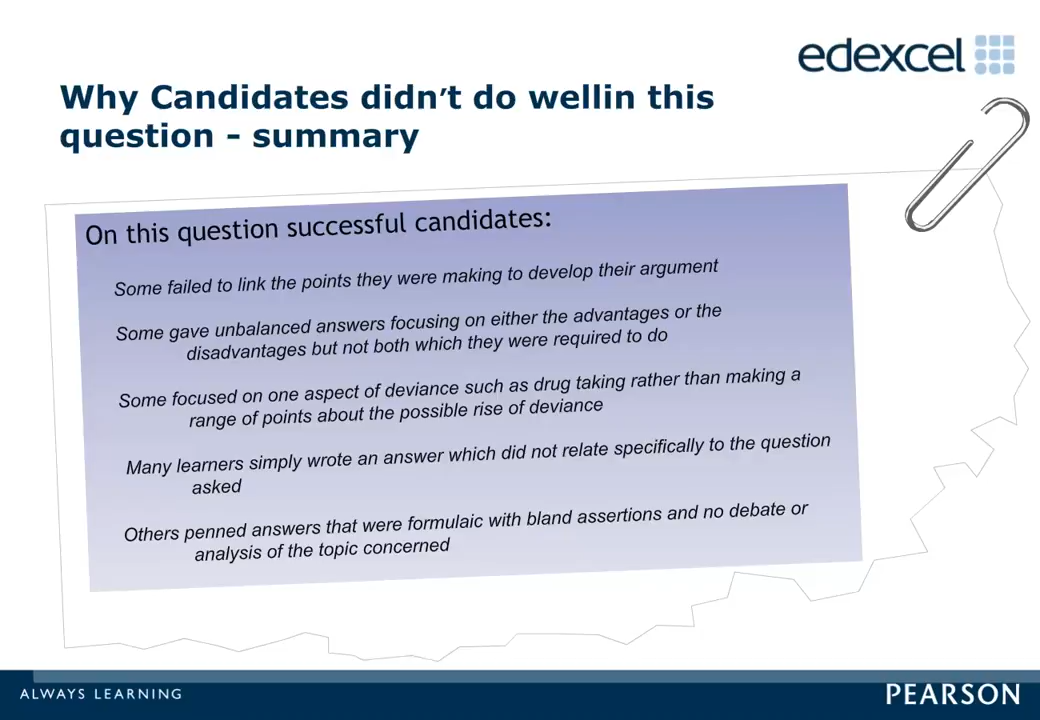 edexcel
Why Candidates didn't do wellin this
question - summary
On this question successful candidates:
Some failed to link the points they were making to develop their argument
Some gave unbalanced answers focusing on either the advantages or the
disadvantages but not both which they were required to do
Some focused on one aspect of deviance such as drug taking rather than making a
range of points about the possible rise of deviance
Many learners simply wrote an answer which did not relate specifically to the question
asked
Others penned answers that were formulaic with bland assertions and no debate or
analysis of the topic concerned
ALWAYS LEARNING
PEARSON